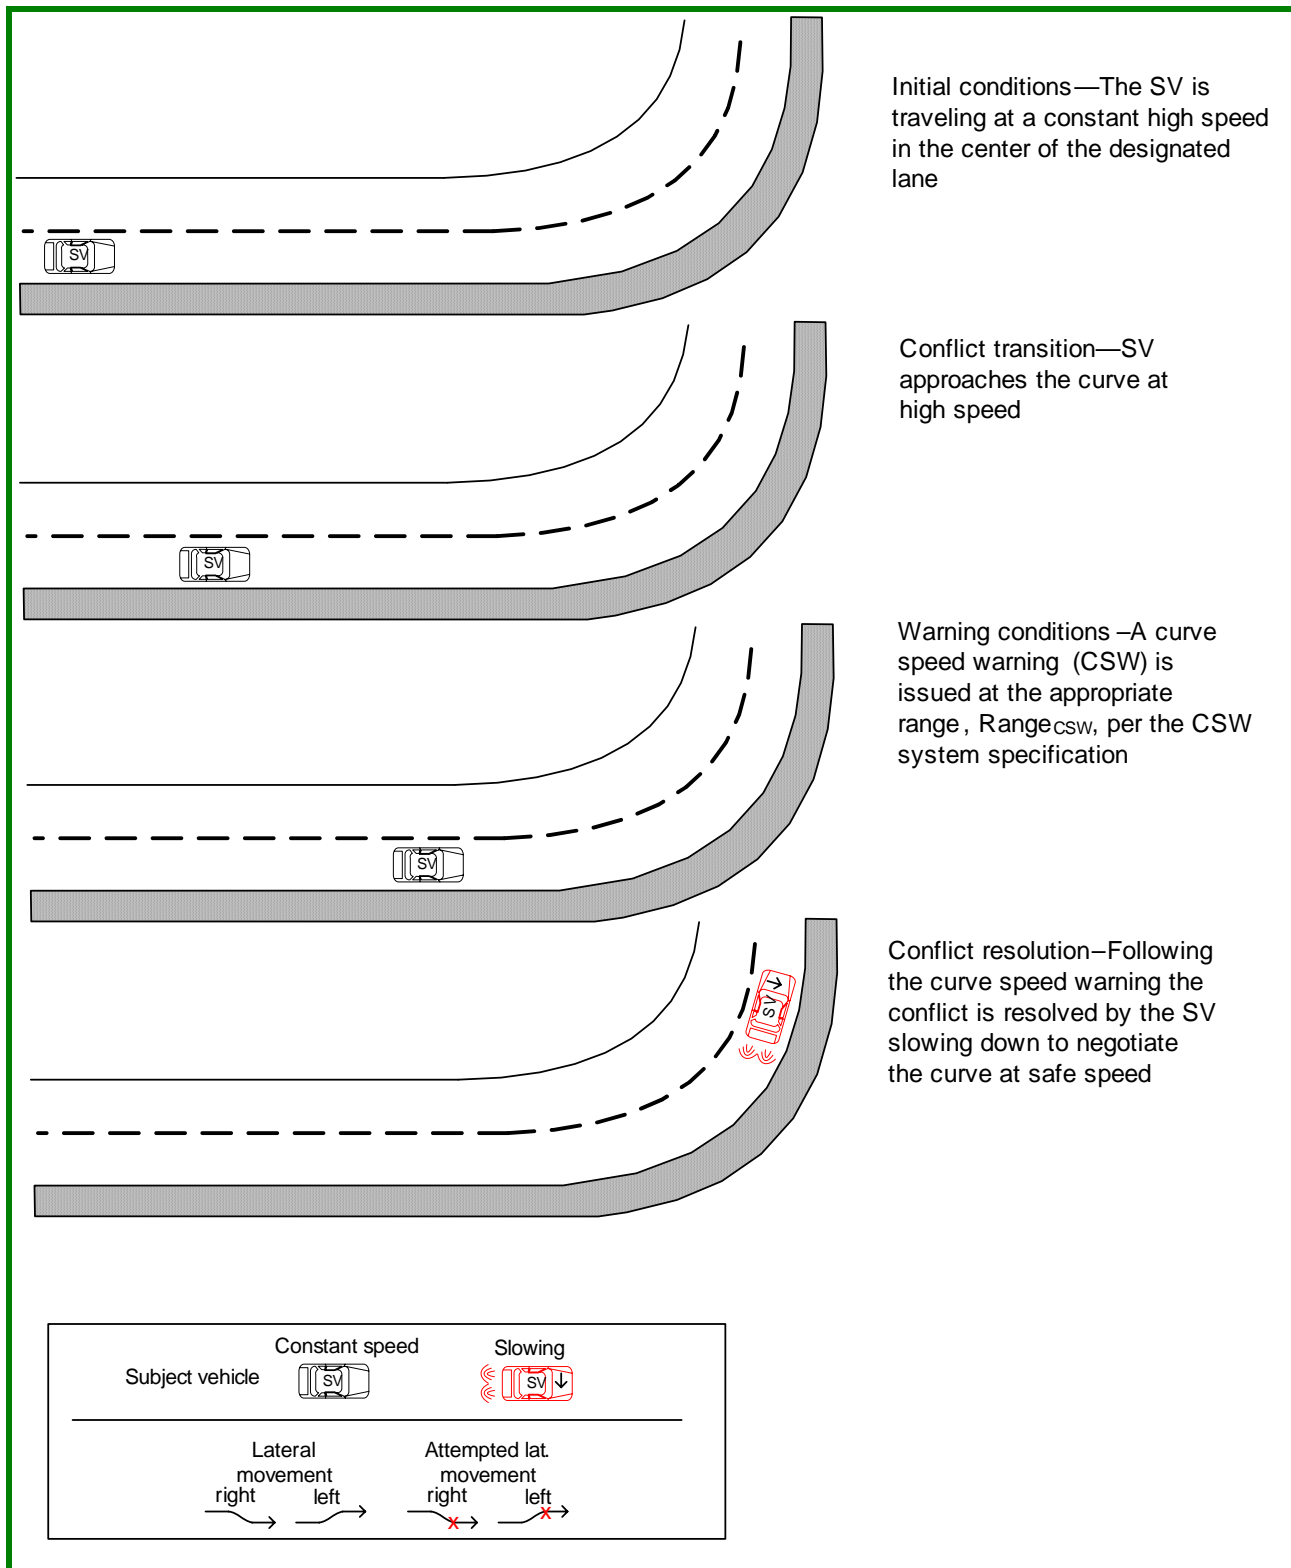 Initial conditions—The SV is
traveling at a constant high speed
in the center of the designated
lane
SV
Conflict transition—SV
approaches the curve at
high speed
SV
Warning conditions –A curve
speed warning (CSW) is
issued at the appropriate
range, RangeCSW, per the CSW
system specification
SV
Conflict resolution–Following
the curve speed warning the
conflict is resolved by the SV
slowing down to negotiate
the curve at safe speed
SV
Constant speed
Slowing
Subject vehicle
SV
SV
Lateral
movement
right
left
Attempted lat.
movement
right
left
x
x